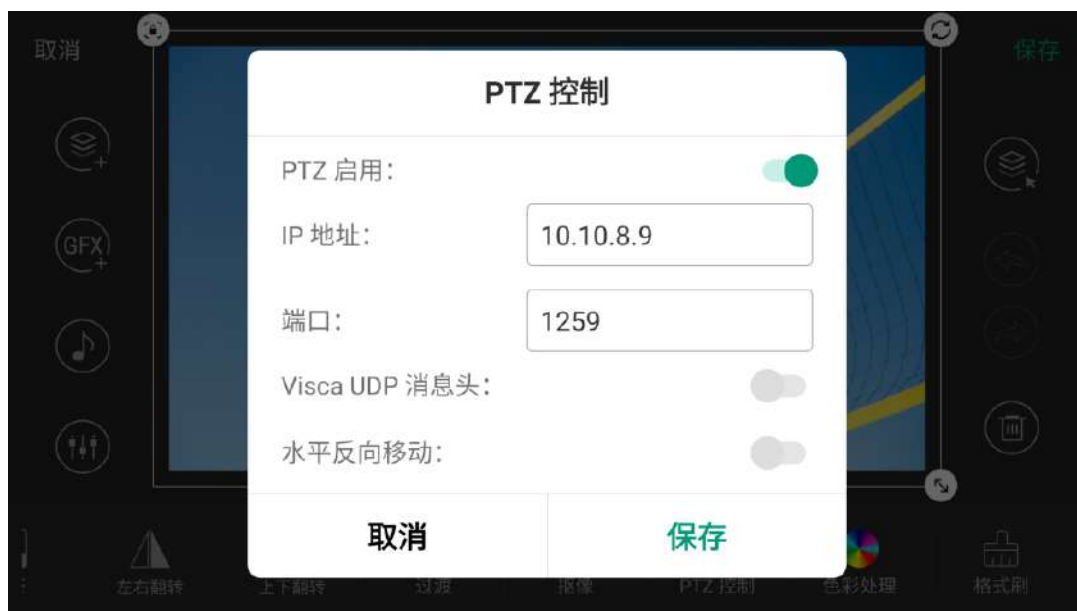 取消
保存
PTZ 控制
PTZ 启用：
IP 地址：
10.10.8.9
GFX
端口：
1259
Visca UDP 消息头：
水平反向移动：
取消
保存
左右翻转
上下翻转
过渡
抠像
PTZ 控制
色彩处理
格式刷